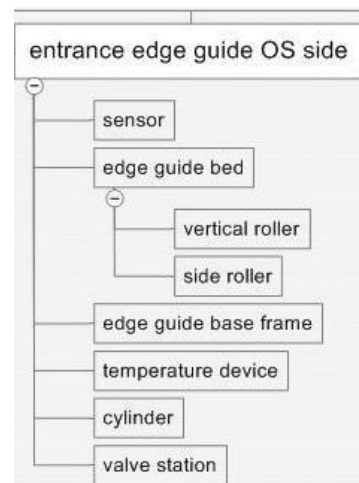 entrance edge guide OS side
sensor
edge guide bed
vertical roller
side roller
edge guide base frame
temperature device
cylinder
valve station